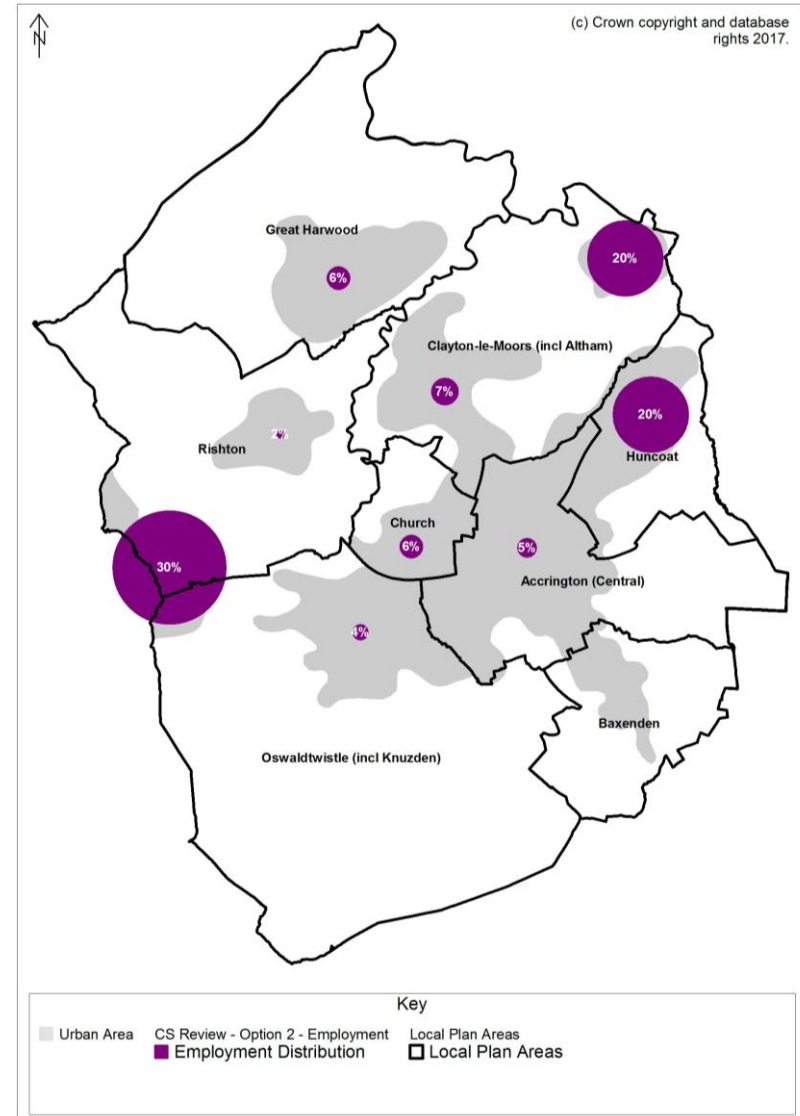 N
(c) Crown copyright and database
rights 2017.
Great Harwood
6%
20%
Clayton-le-Moors (incl Altham)
7%
20%
Huncoat
Rishton
2%
Church
6%
5%
30%
Accrington (Central)
4%
Baxenden
Oswaldtwistle (incl Knuzden)
Key
Urban Area
CS Review - Option 2 - Employment
Employment Distribution
Local Plan Areas
Local Plan Areas